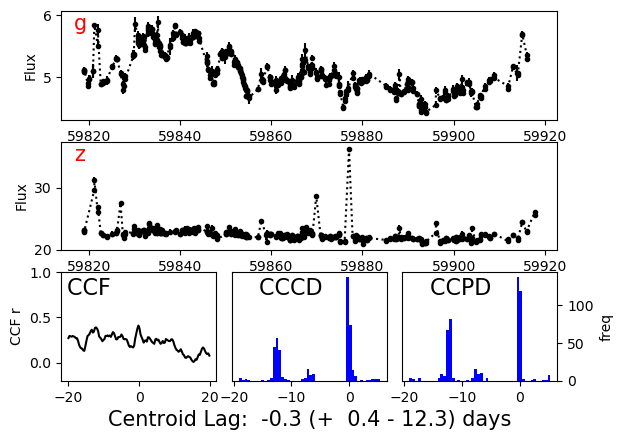 g
6
5
Flux
59820 59840 59860 59880 59900 59920
z
30
20
Flux
59820 59840 59860 59880 59900 59920
1.0
0.5
0.0
CCF r
CCF
−20 0 20
CCCD
−20 −10 0
CCPD
−20 −10 0
100
50
0
freq
Centroid Lag: -0.3 (+ 0.4 - 12.3) days